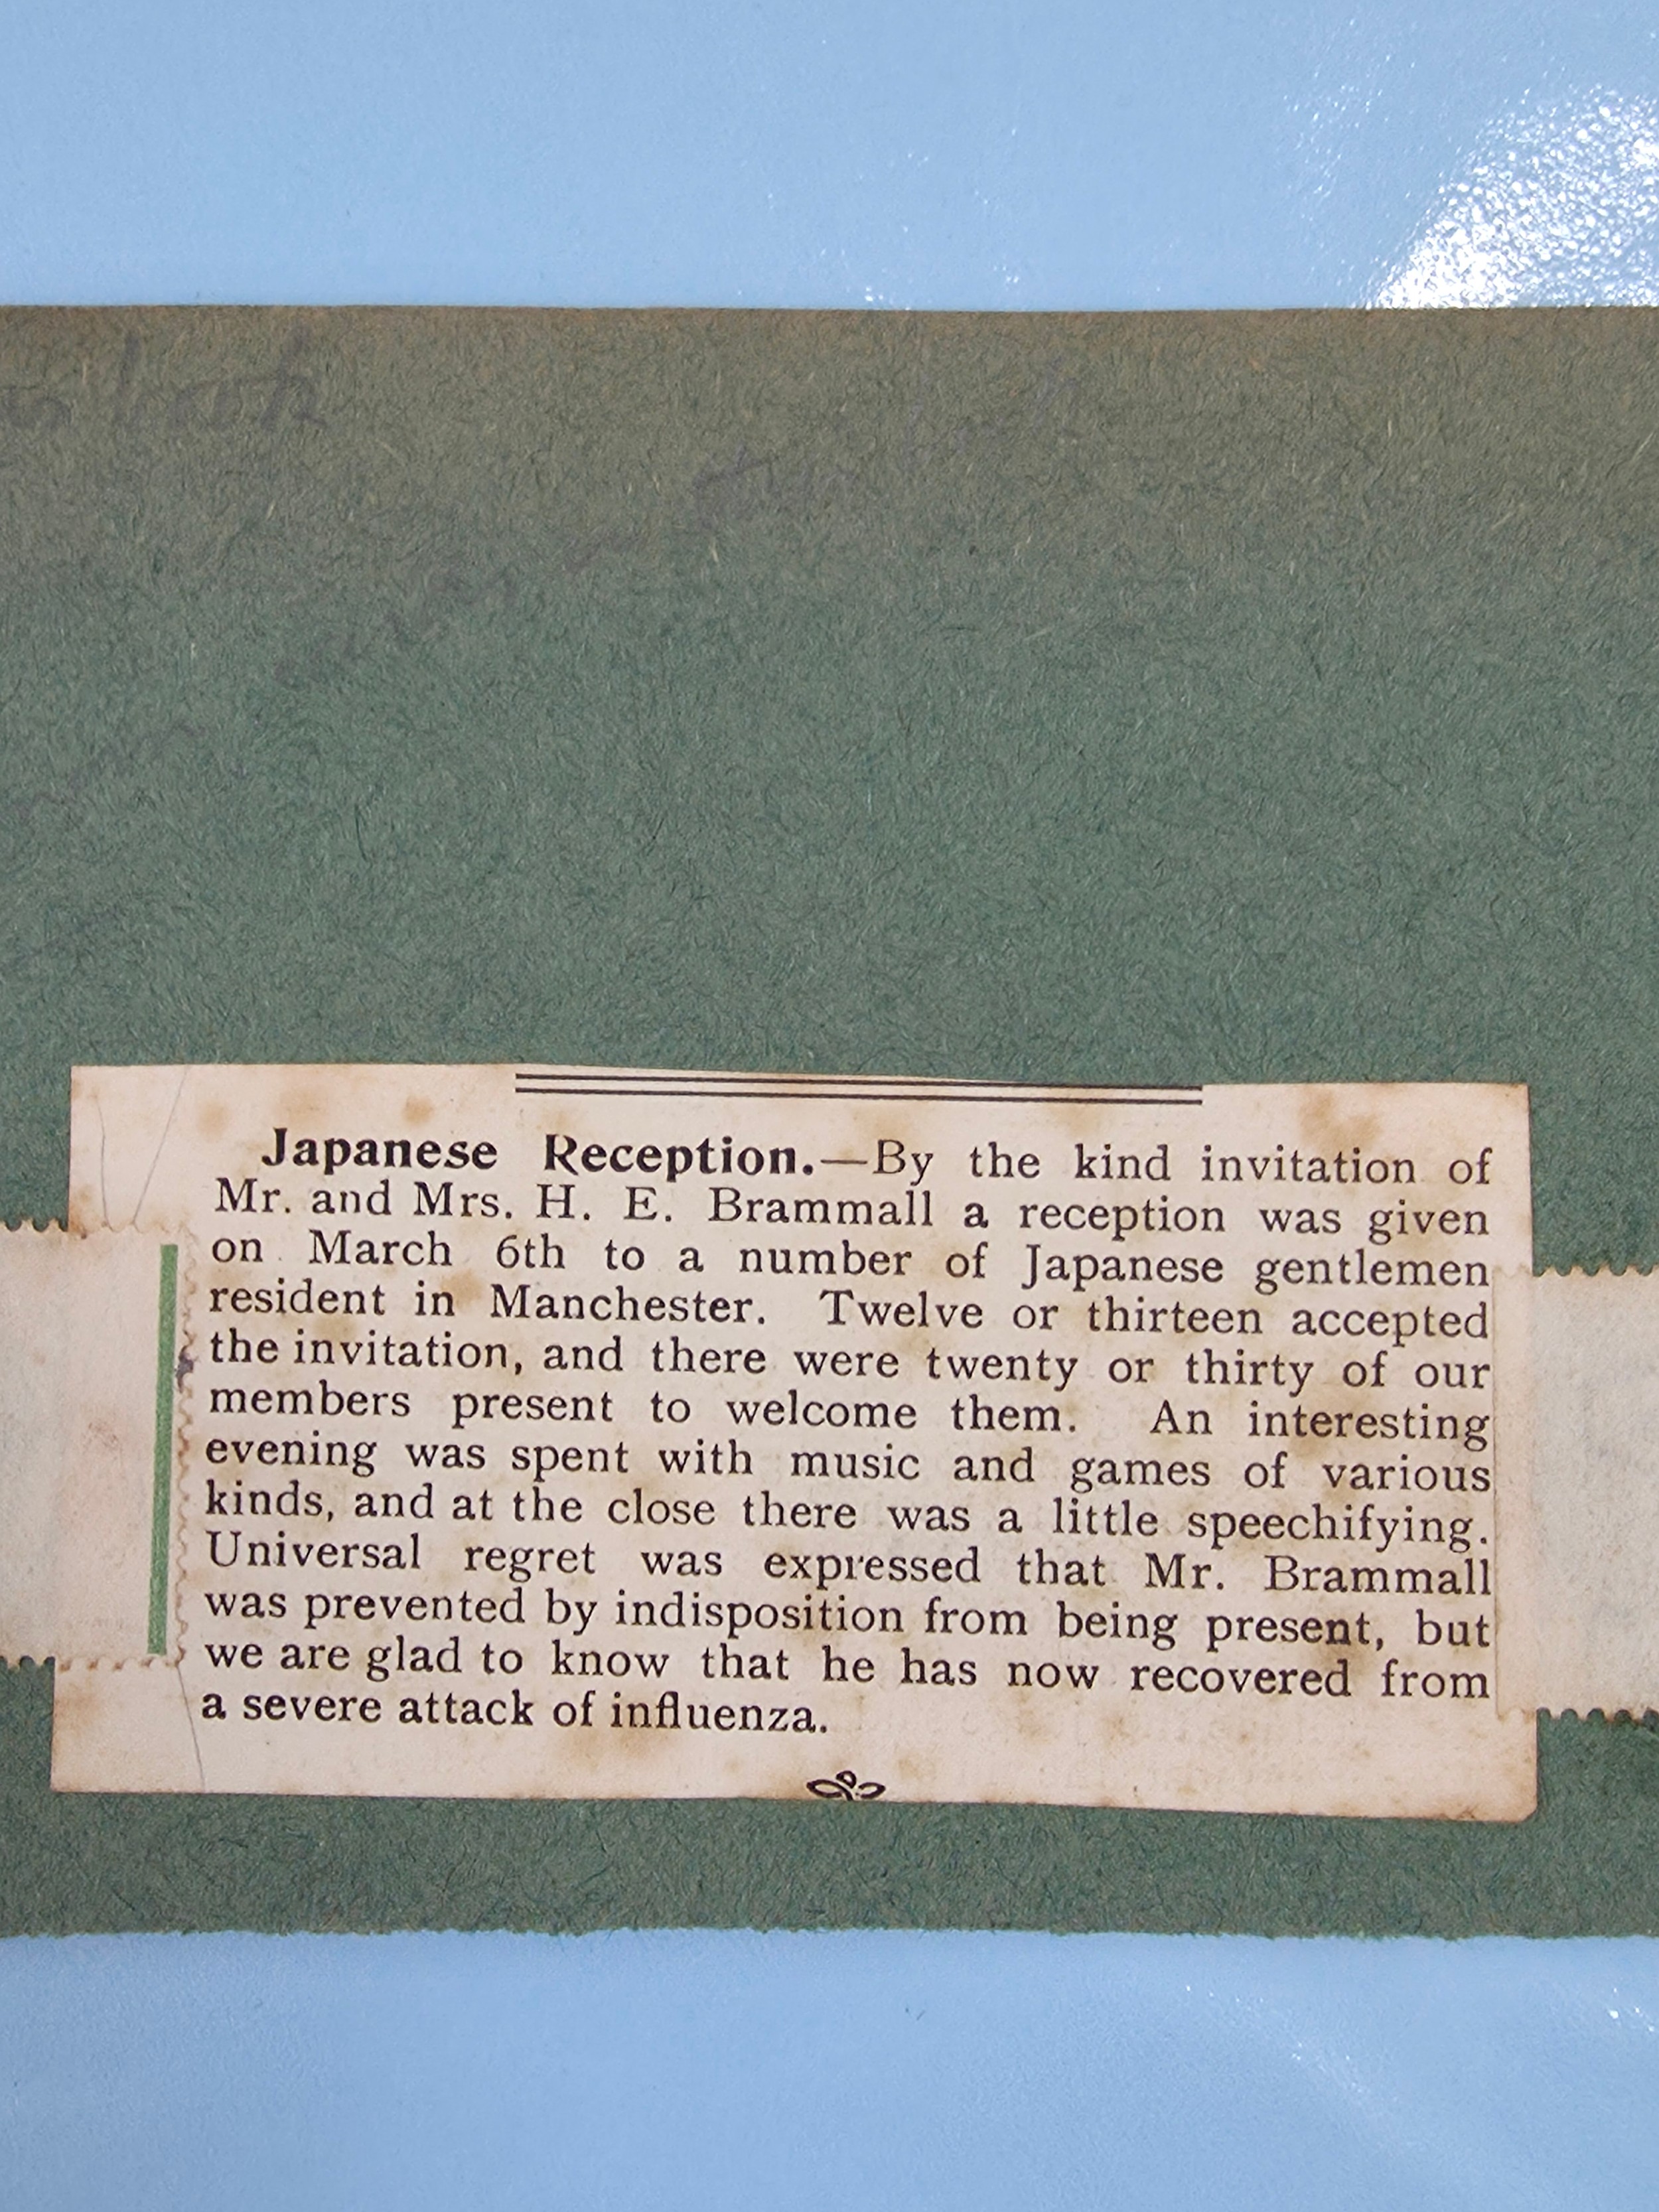 Japanese Reception.—By the kind invitation of
Mr. and Mrs. H. E. Brammall a reception was given
on March 6th to a number of Japanese gentlemen
resident in Manchester. Twelve or thirteen accepted
the invitation, and there were twenty or thirty of our
members present to welcome them. An interesting
evening was spent with music and games of various
kinds, and at the close there was a little speechifying.
Universal regret was expressed that Mr. Brammall
was prevented by indisposition from being present, but
we are glad to know that he has now recovered from
a severe attack of influenza.